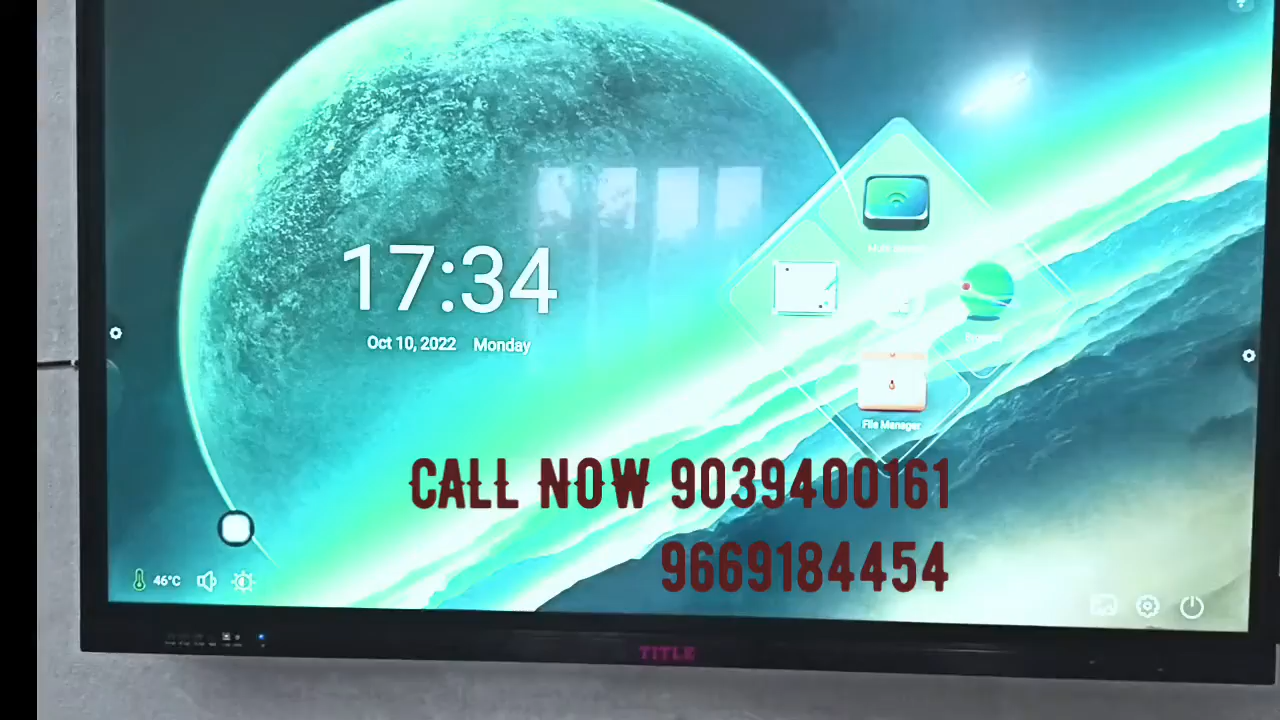 17:34
Oct 10, 2022 Monday
File Manager
CALL NOW 9039400161
9669184454
46°C
TITLE